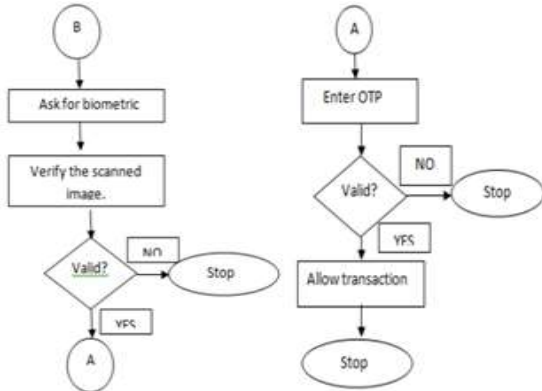 B
Ask for biometric
Verify the scanned
image.
Valid?
NO
Stop
YES
A
A
Enter OTP
Valid?
NO
Stop
YES
Allow transaction
Stop